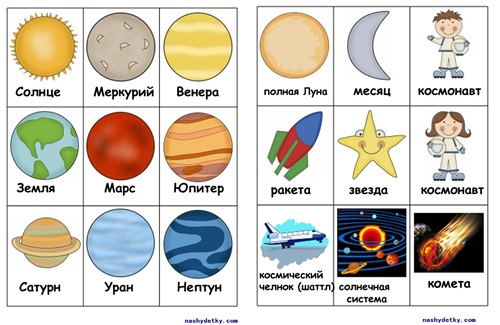 Солнце
Меркурий
Венера
Земля
Марс
Юпитер
Сатурн
Уран
Нептун
nashydetky.com
полная Луна
месяц
космонавт
ракета
звезда
космонавт
космический
челнок (шаттл)
солнечная
система
комета
nashydetky.com